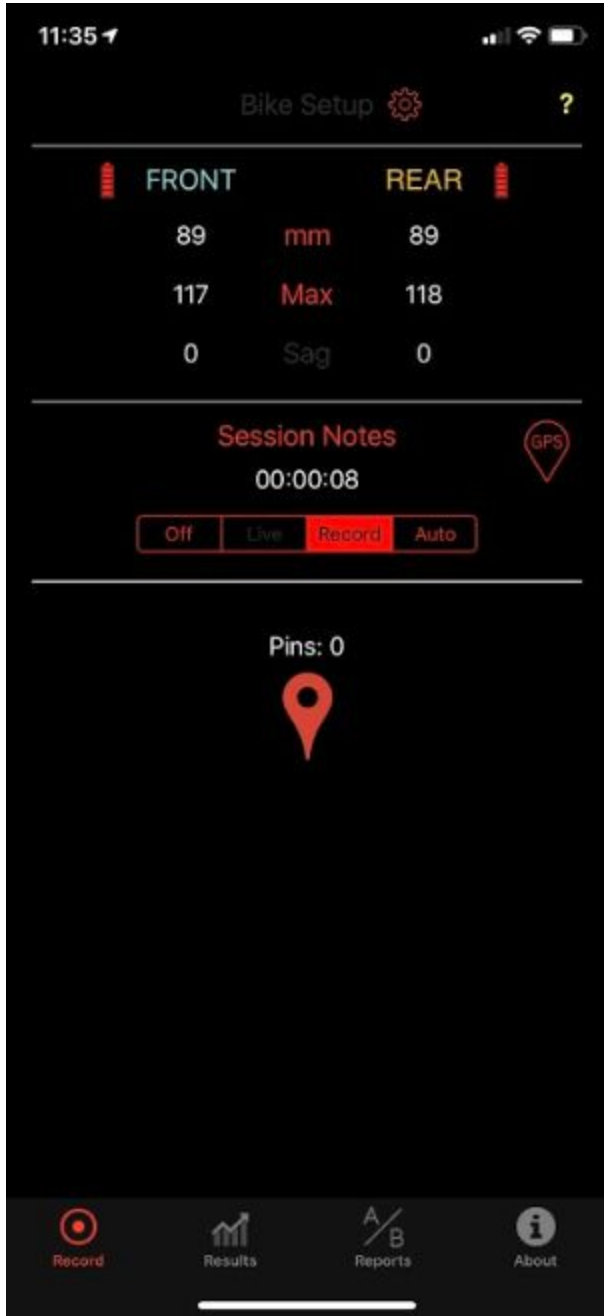 11:35
Bike Setup ?
FRONT REAR
89 mm 89
117 Max 118
0 Sag 0
Session Notes
GPS
00:00:08
Off Live Record Auto
Pins: 0
A/B
Record Results Reports About